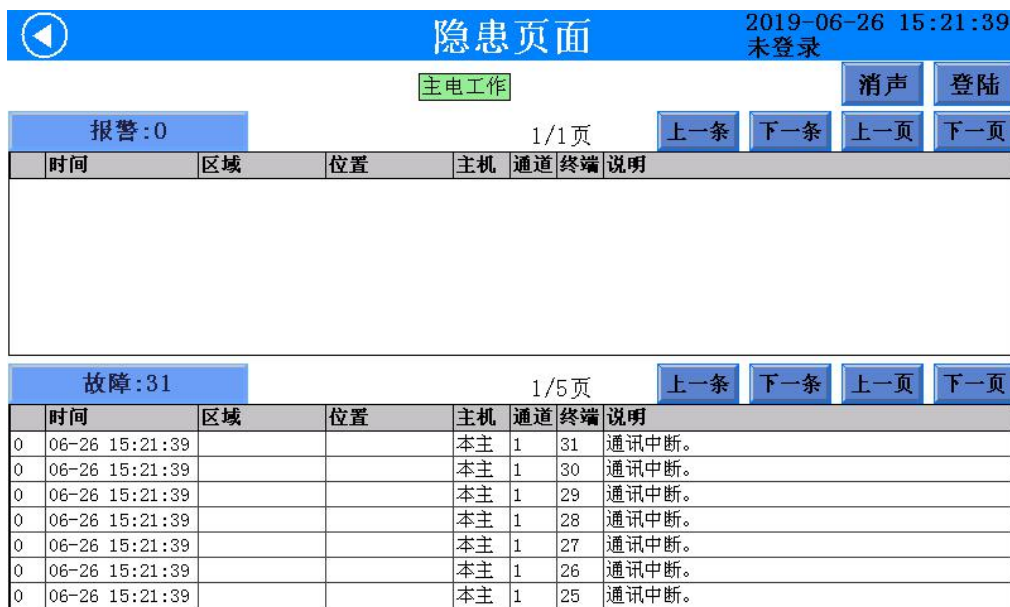 隐患页面
2019-06-26 15:21:39
未登录
主电工作
消声 登陆
报警:0 1/1页 上一条 下一条 上一页 下一页
时间 区域 位置 主机 通道 终端 说明
故障:31 1/5页 上一条 下一条 上一页 下一页
时间 区域 位置 主机 通道 终端 说明
0 06-26 15:21:39 本主 1 31 通讯中断。
0 06-26 15:21:39 本主 1 30 通讯中断。
0 06-26 15:21:39 本主 1 29 通讯中断。
0 06-26 15:21:39 本主 1 28 通讯中断。
0 06-26 15:21:39 本主 1 27 通讯中断。
0 06-26 15:21:39 本主 1 26 通讯中断。
0 06-26 15:21:39 本主 1 25 通讯中断。